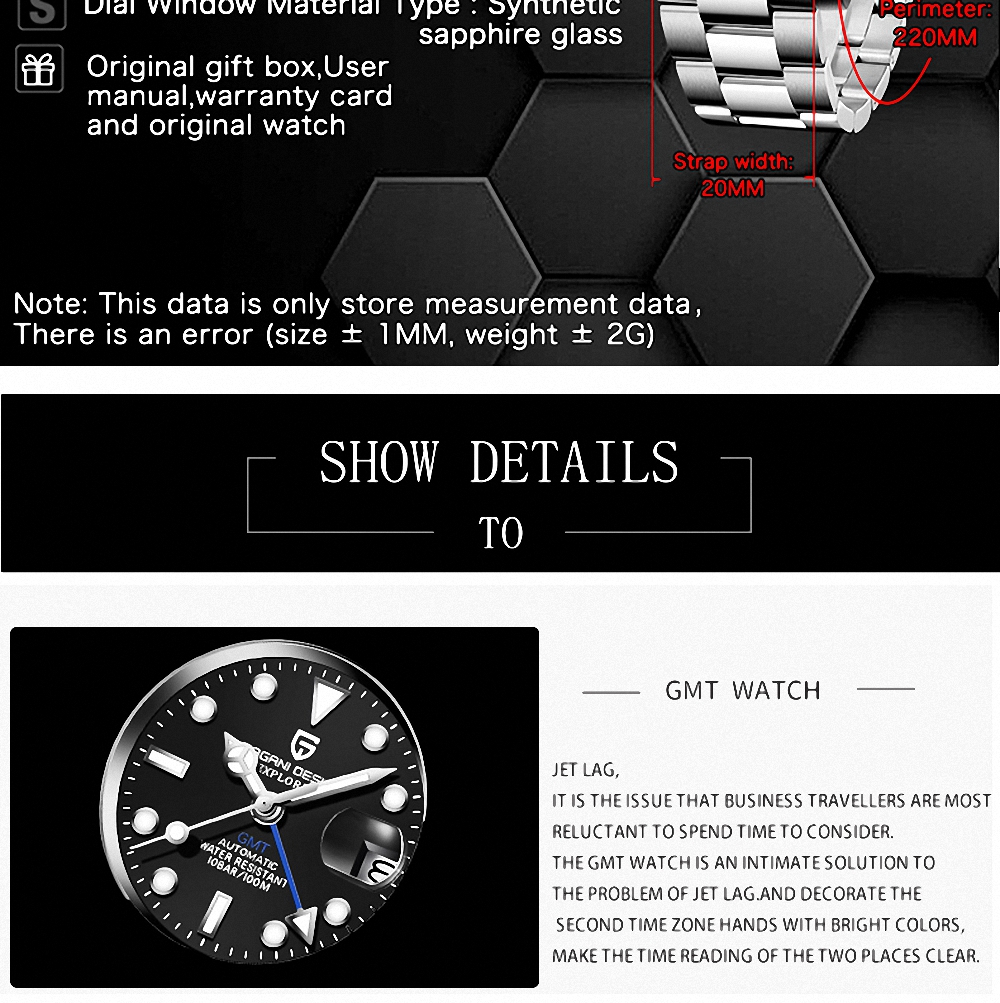 Dial Window Material Type : Synthetic
sapphire glass
Original gift box,User
manual,warranty card
and original watch
Perimeter:
220MM
Strap width:
20MM
Note: This data is only store measurement data,
There is an error (size ± 1MM, weight ± 2G)
SHOW DETAILS
TO
GMT WATCH
JET LAG,
IT IS THE ISSUE THAT BUSINESS TRAVELLERS ARE MOST
RELUCTANT TO SPEND TIME TO CONSIDER.
THE GMT WATCH IS AN INTIMATE SOLUTION TO
THE PROBLEM OF JET LAG.AND DECORATE THE
SECOND TIME ZONE HANDS WITH BRIGHT COLORS,
MAKE THE TIME READING OF THE TWO PLACES CLEAR.
GMT
AUTOMATIC
WATER RESISTANT
10BAR/100M